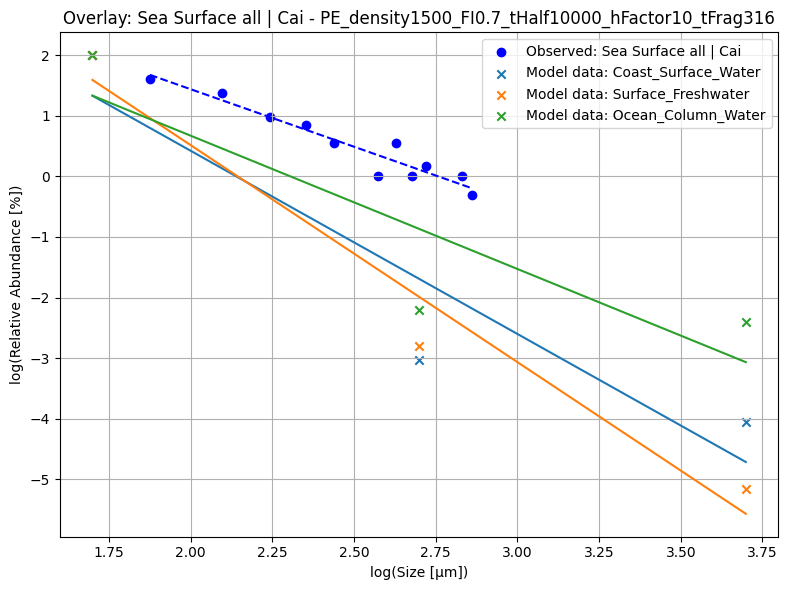 Overlay: Sea Surface all | Cai - PE_density1500_FI0.7_tHalf10000_hFactor10_tFrag316
Observed: Sea Surface all | Cai
Model data: Coast_Surface_Water
Model data: Surface_Freshwater
Model data: Ocean_Column_Water
log(Relative Abundance [%])
2
1
0
−1
−2
−3
−4
−5
1.75 2.00 2.25 2.50 2.75 3.00 3.25 3.50 3.75
log(Size [µm])